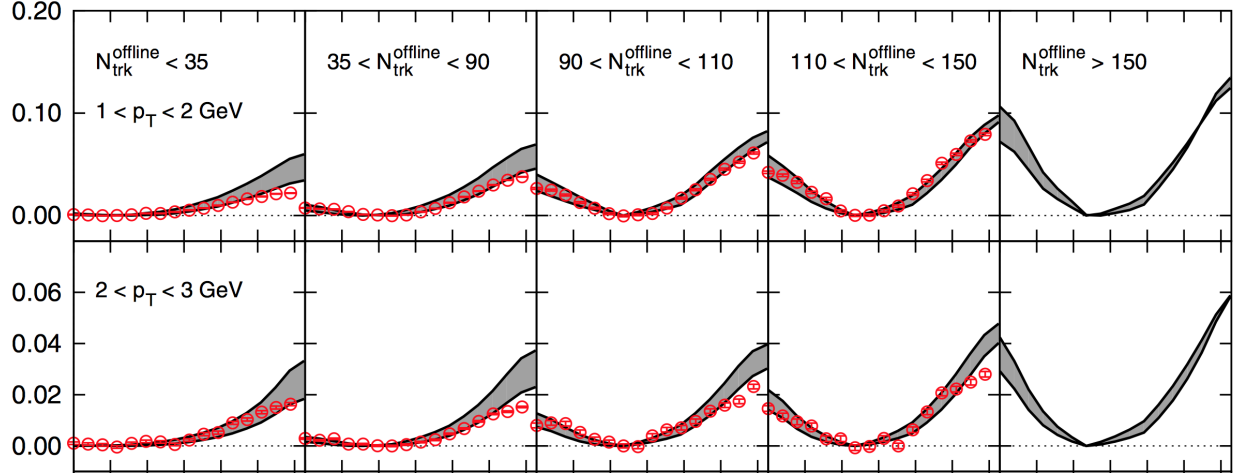 0.20
N_trk^offline < 35
35 < N_trk^offline < 90
90 < N_trk^offline < 110
110 < N_trk^offline < 150
N_trk^offline > 150
0.10
1 < p_T < 2 GeV
0.00
0.06
2 < p_T < 3 GeV
0.04
0.02
0.00